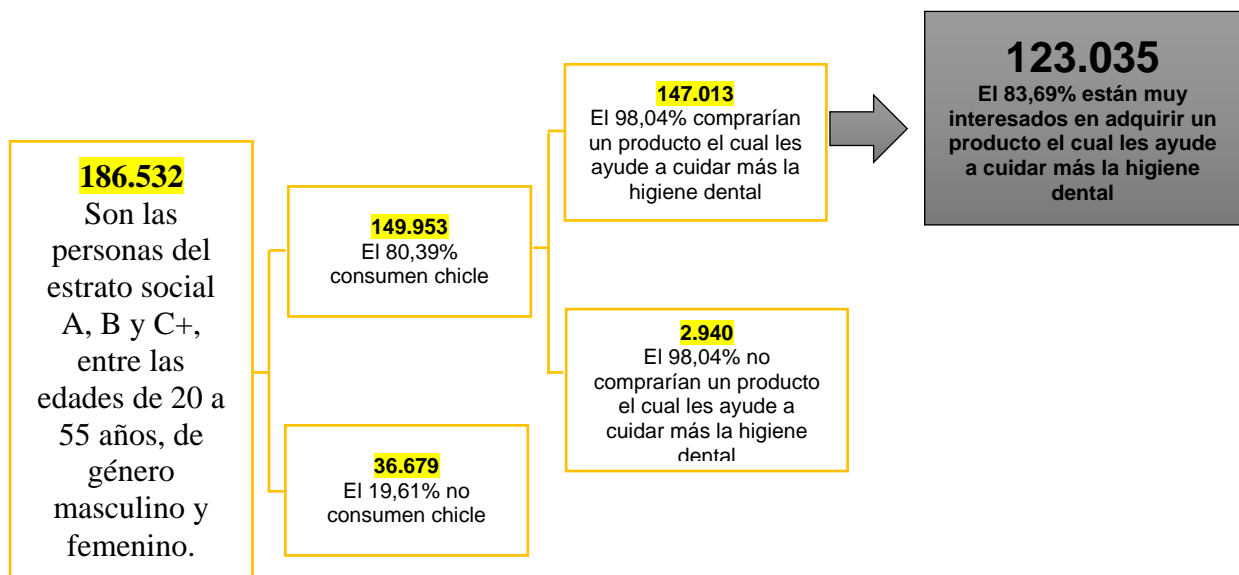 186.532
Son las
personas del
estrato social
A, B y C+,
entre las
edades de 20 a
55 años, de
género
masculino y
femenino.
149.953
El 80,39%
consumen chicle
36.679
El 19,61% no
consumen chicle
147.013
El 98,04% comprarían
un producto el cual les
ayude a cuidar más la
higiene dental
2.940
El 98,04% no
comprarían un producto
el cual les ayude a
cuidar más la higiene
dental
123.035
El 83,69% están muy
interesados en adquirir un
producto el cual les ayude
a cuidar más la higiene
dental